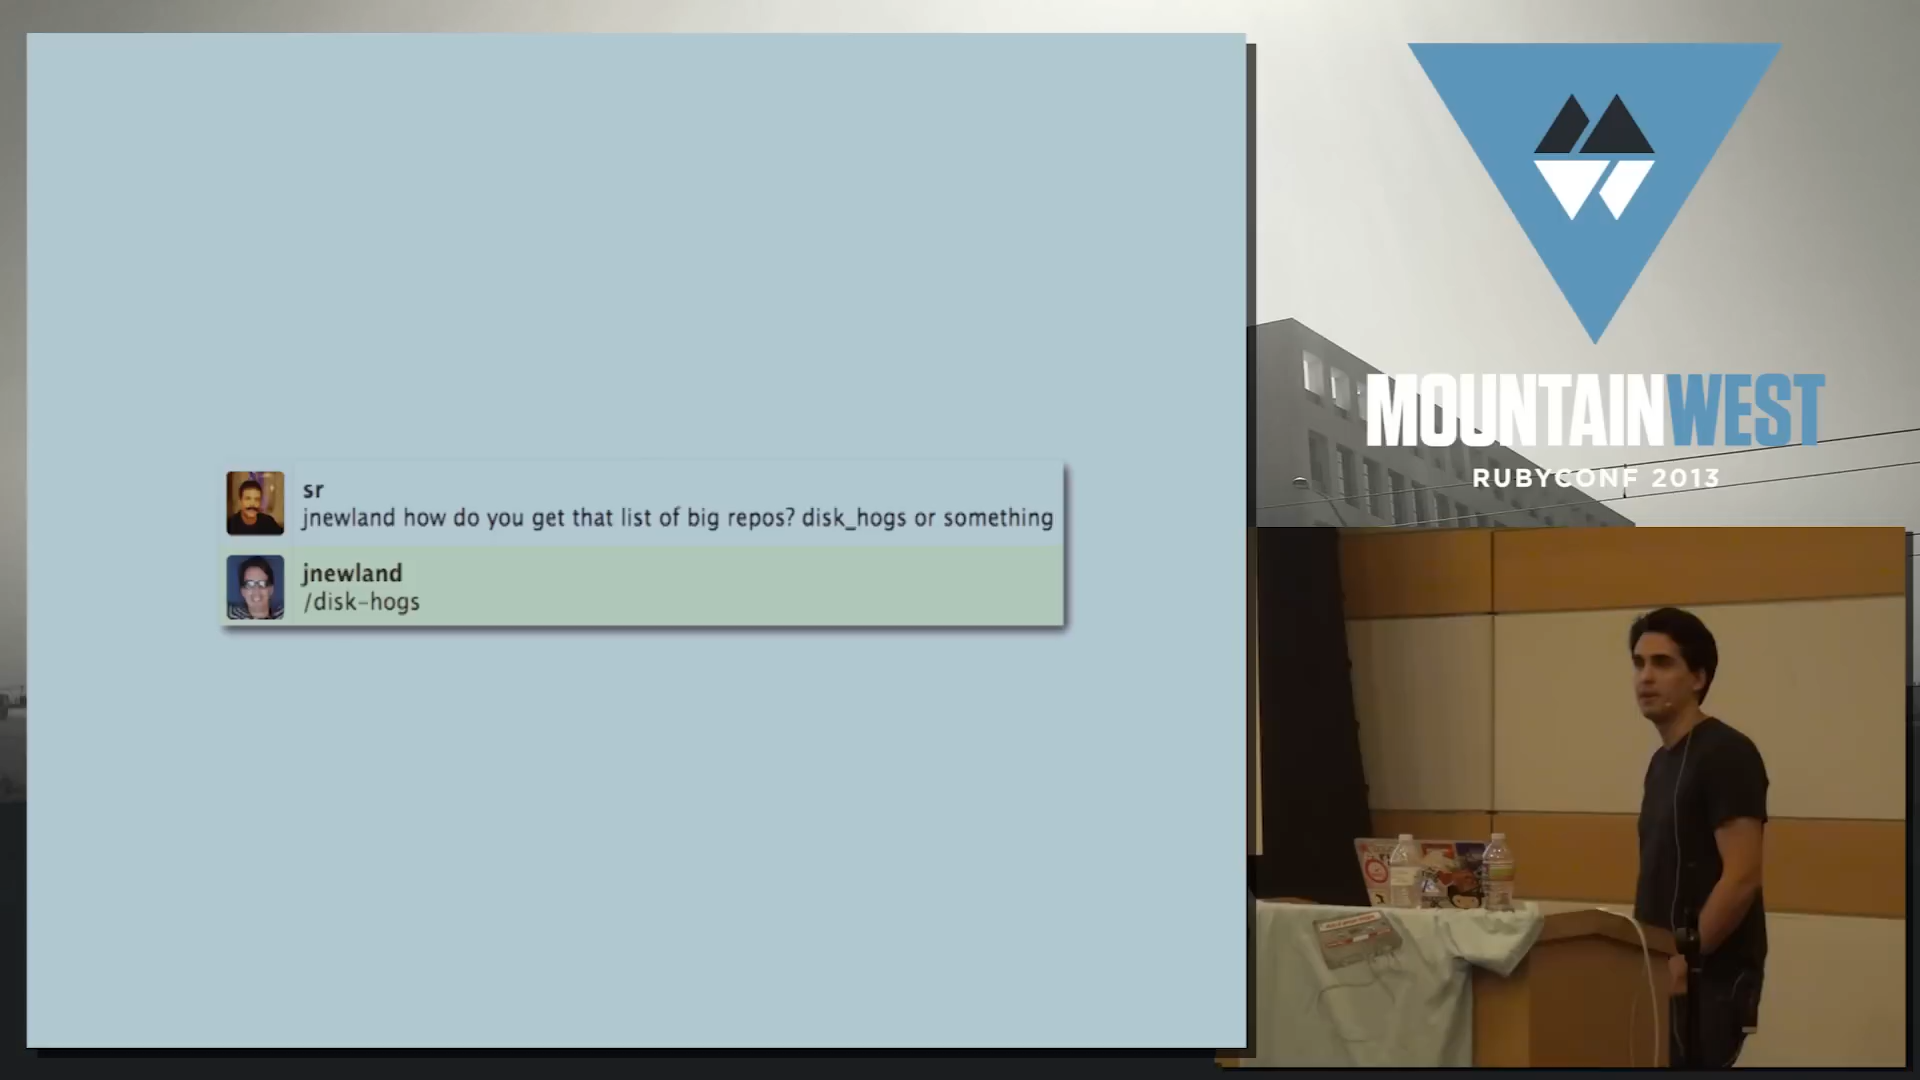 sr
jnewland how do you get that list of big repos? disk_hogs or something
jnewland
/disk-hogs
MOUNTAINWEST
RUBYCONF 2013